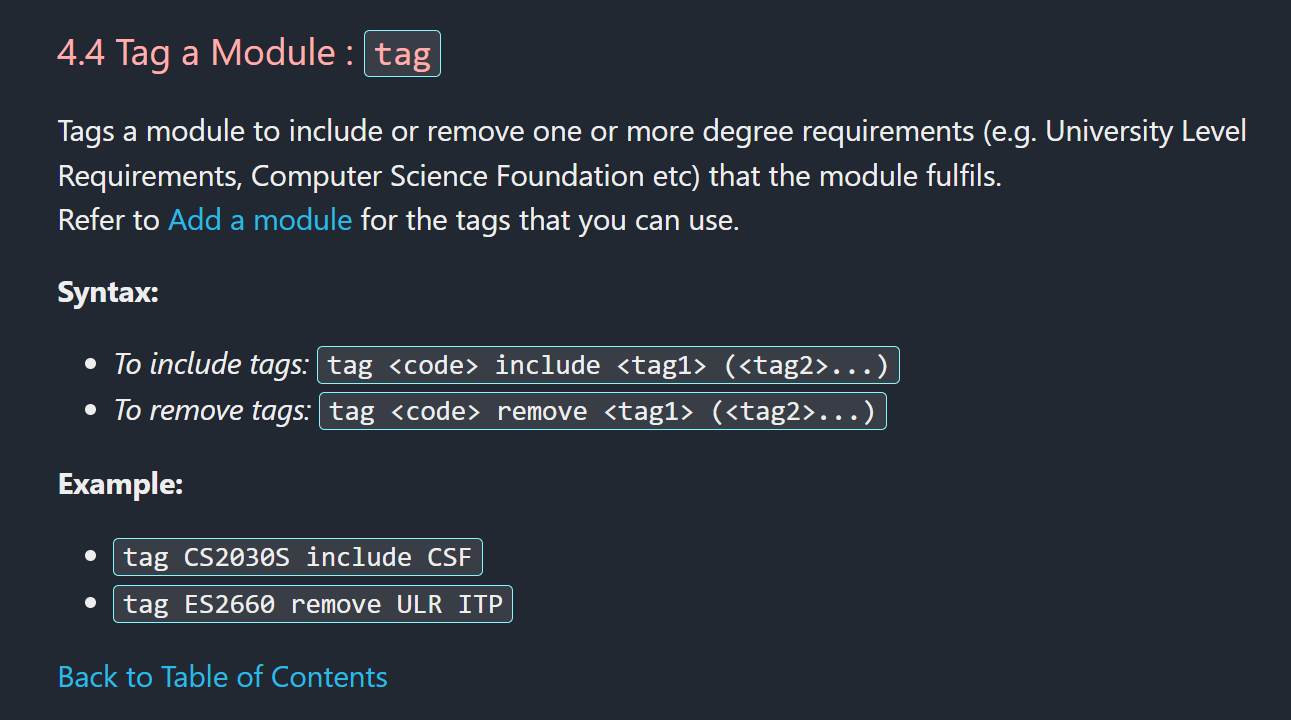 4.4 Tag a Module : tag
Tags a module to include or remove one or more degree requirements (e.g. University Level
Requirements, Computer Science Foundation etc) that the module fulfils.
Refer to Add a module for the tags that you can use.
Syntax:
• To include tags: tag <code> include <tag1> (<tag2>...)
• To remove tags: tag <code> remove <tag1> (<tag2>...)
Example:
• tag CS2030S include CSF
• tag ES2660 remove ULR ITP
Back to Table of Contents